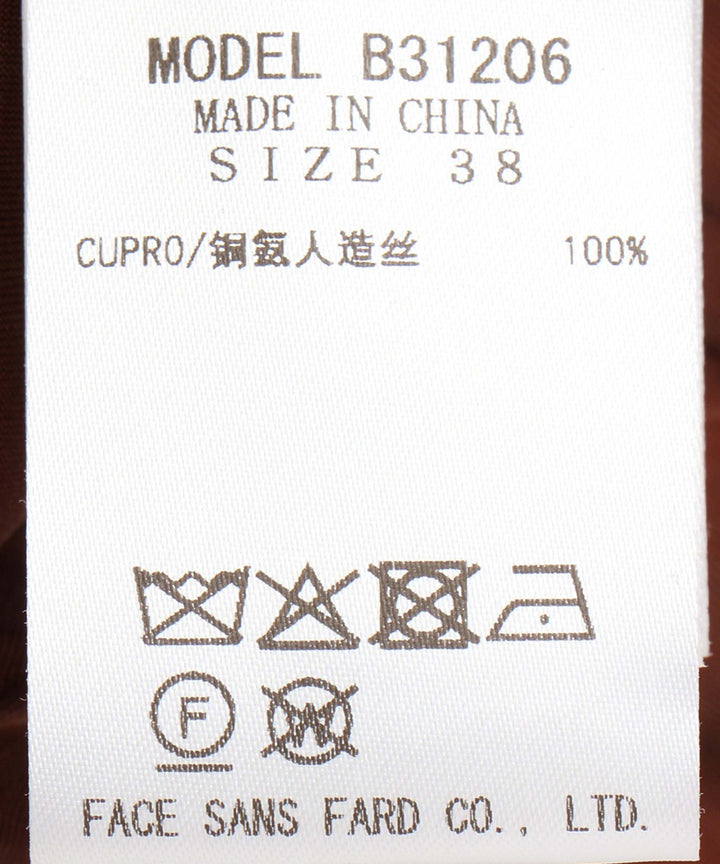 MODEL B31206
MADE IN CHINA
SIZE 38
CUPRO/铜氨人造丝 100%
F W
FACE SANS FARD CO., LTD.